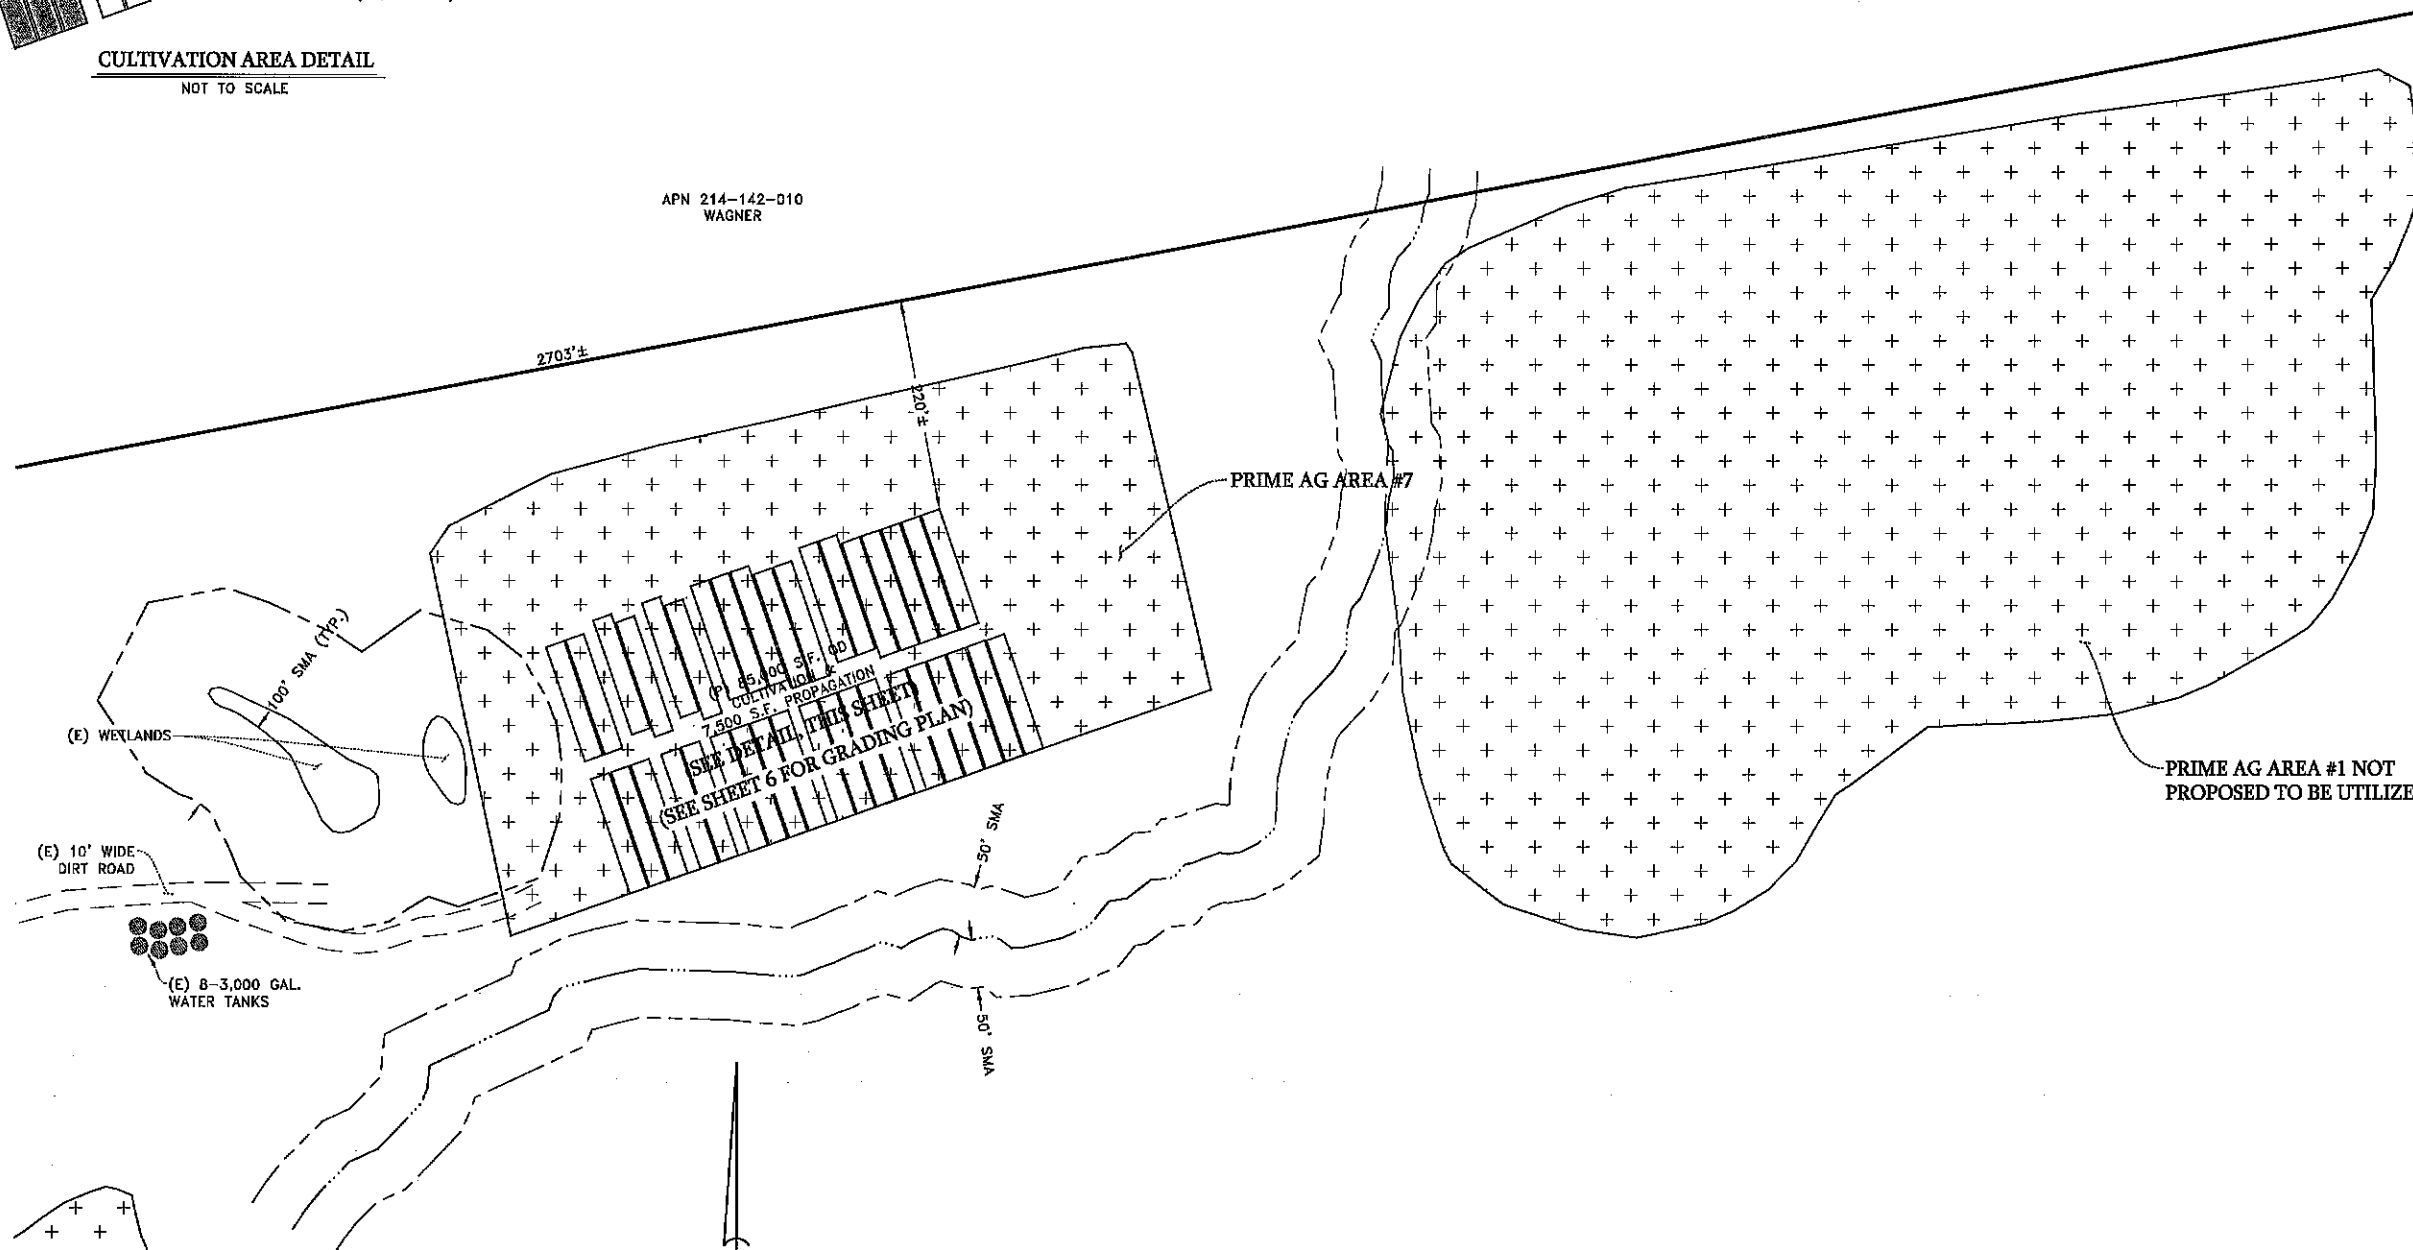 CULTIVATION AREA DETAIL
NOT TO SCALE
APN 214-142-010
WAGNER
2703'±
220'±
PRIME AG AREA #7
100' SMA (TYP.)
(P) 85,000 S.F. OD
CULTIVATION &
7,500 S.F. PROPAGATION
(SEE DETAIL, THIS SHEET)
(SEE SHEET 6 FOR GRADING PLAN)
(E) WETLANDS
PRIME AG AREA #1 NOT
PROPOSED TO BE UTILIZE
50' SMA
(E) 10' WIDE
DIRT ROAD
(E) 8-3,000 GAL.
WATER TANKS
50' SMA